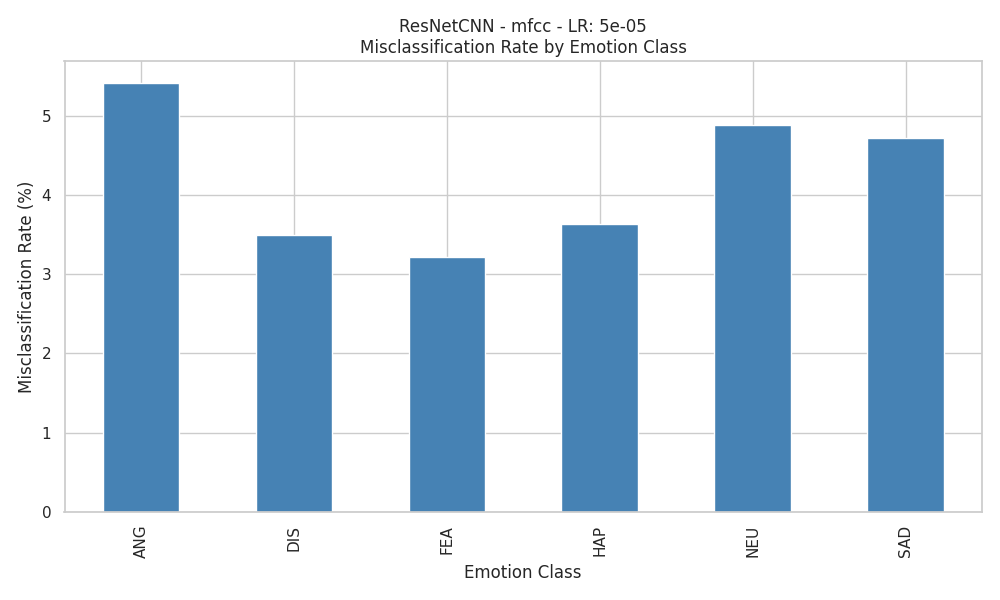 ResNetCNN - mfcc - LR: 5e-05
Misclassification Rate by Emotion Class
Misclassification Rate (%)
5
4
3
2
1
0
ANG
DIS
FEA
HAP
NEU
SAD
Emotion Class